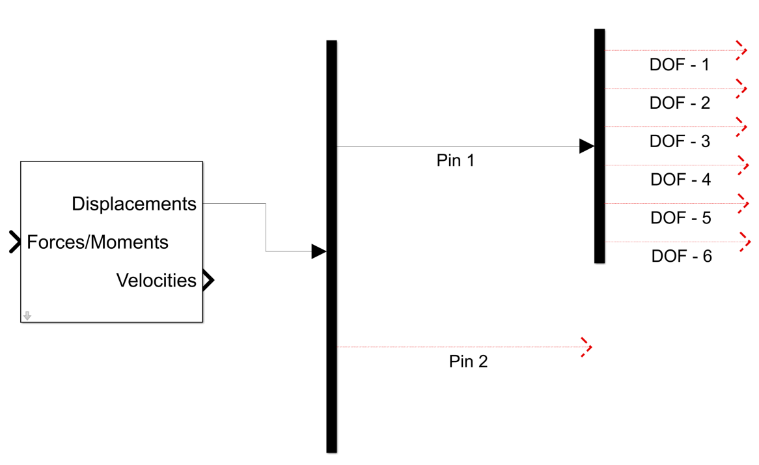 Displacements
Forces/Moments
Velocities
Pin 1
Pin 2
DOF - 1
DOF - 2
DOF - 3
DOF - 4
DOF - 5
DOF - 6